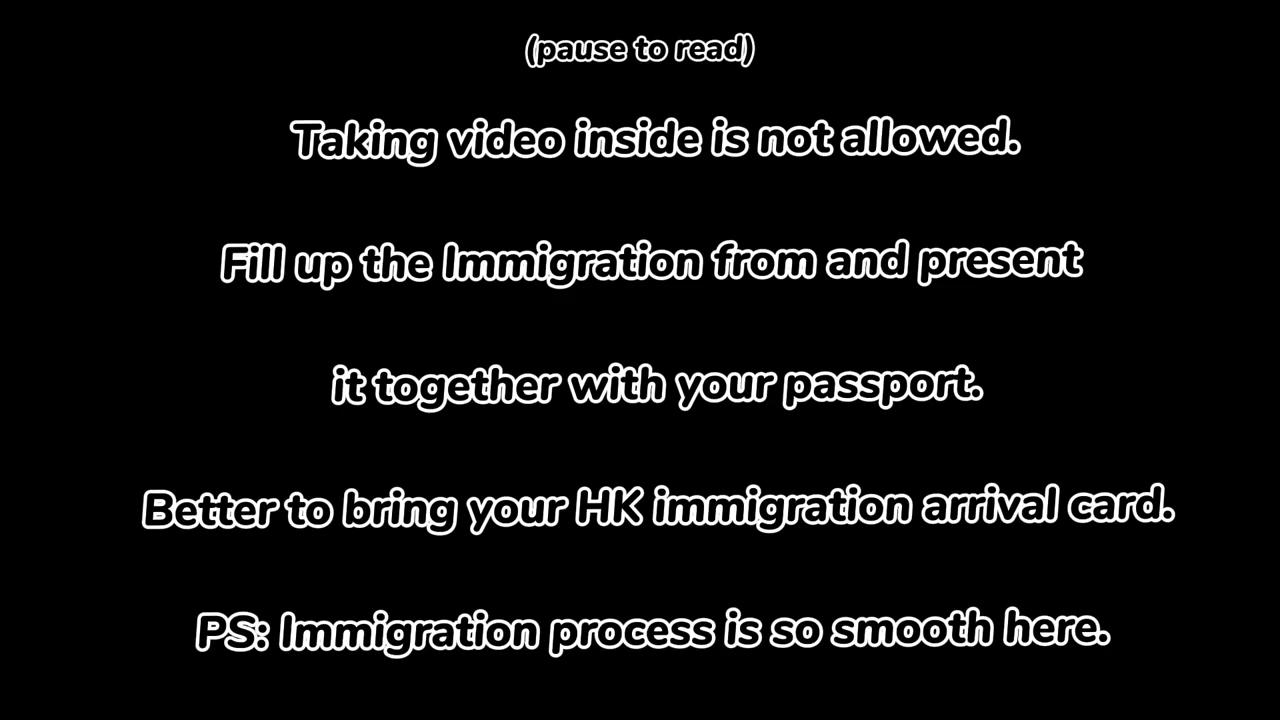 (pause to read)
Taking video inside is not allowed.
Fill up the Immigration from and present
it together with your passport.
Better to bring your HK immigration arrival card.
PS: Immigration process is so smooth here.